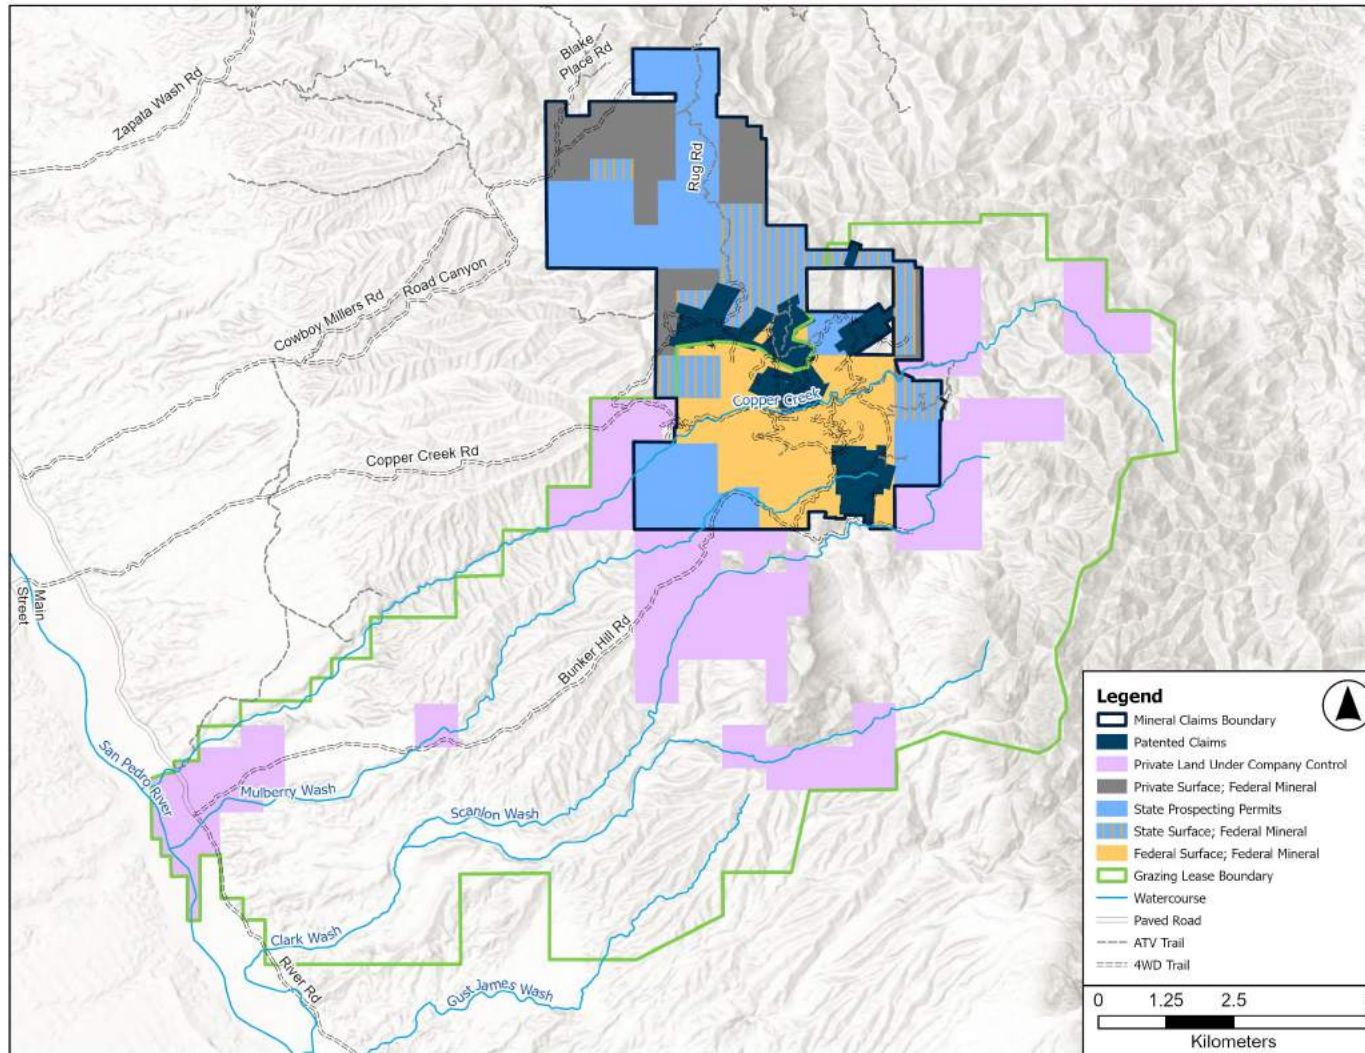 Blake
Place Rd
Zapata Wash Rd
Rug Rd
Road Canyon
Cowboy Millers Rd
Copper Creek
Copper Creek Rd
Main
Street
Bunker Hill Rd
San Pedro River
Mulberry Wash
Scanlon Wash
Clark Wash
River Rd
Gust James Wash
Legend
Mineral Claims Boundary
Patented Claims
Private Land Under Company Control
Private Surface; Federal Mineral
State Prospecting Permits
State Surface; Federal Mineral
Federal Surface; Federal Mineral
Grazing Lease Boundary
Watercourse
Paved Road
ATV Trail
4WD Trail
0 1.25 2.5
Kilometers